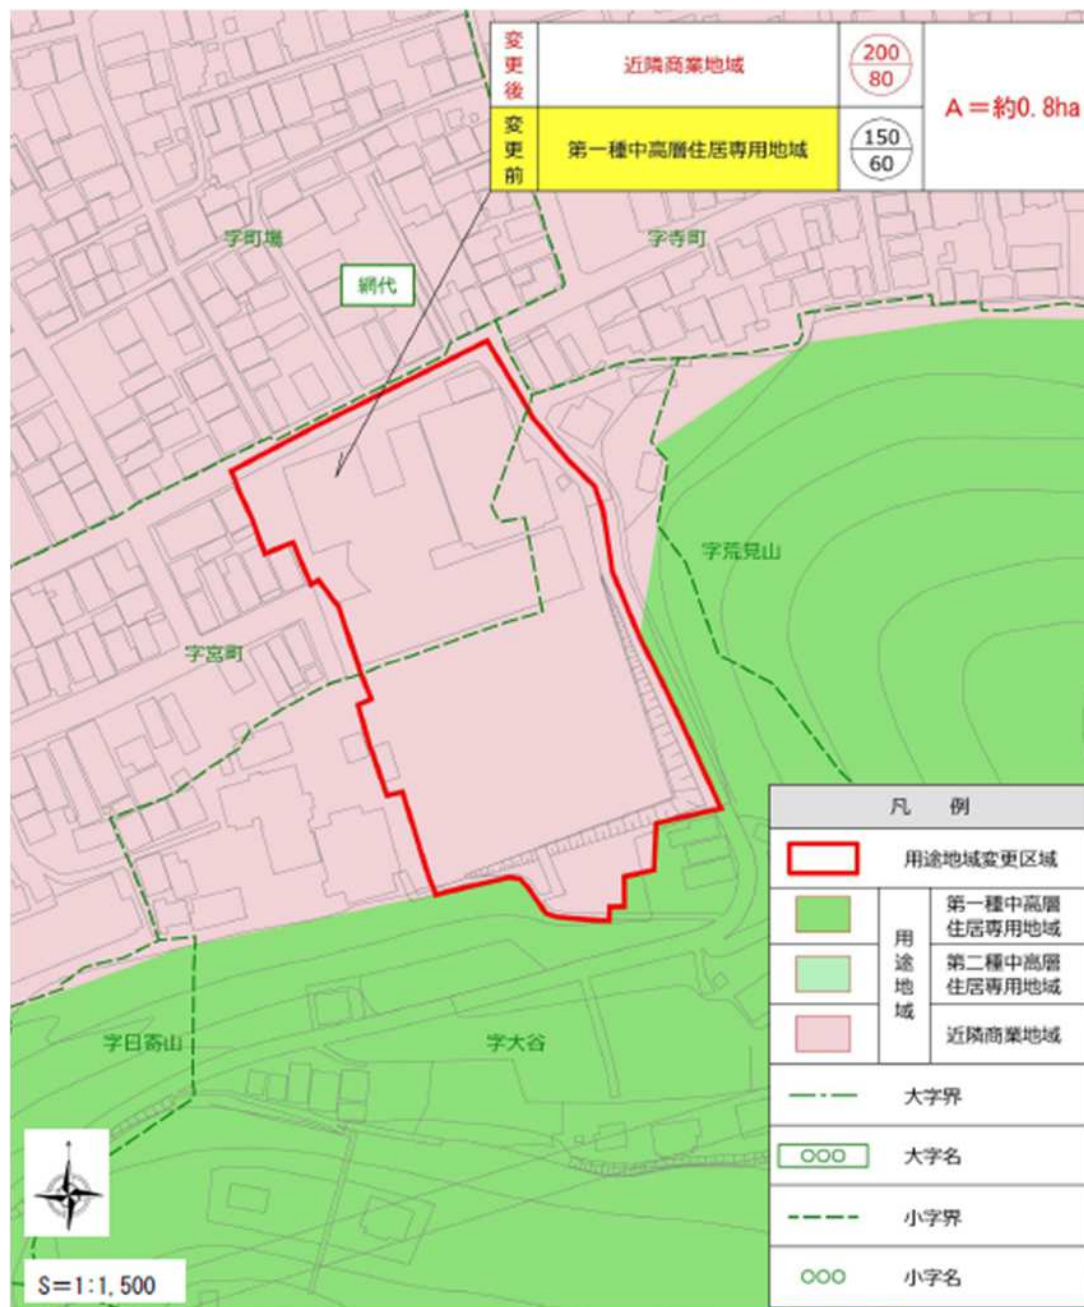 変更後
近隣商業地域
200
80
A=約0.8ha
変更前
第一種中高層住居専用地域
150
60
字町場
字寺町
網代
字荒見山
字宮町
字日寄山
字大谷
凡 例
用途地域変更区域
用途地域
第一種中高層
住居専用地域
第二種中高層
住居専用地域
近隣商業地域
大字界
○○○
大字名
小字界
○○○
小字名
S=1:1,500